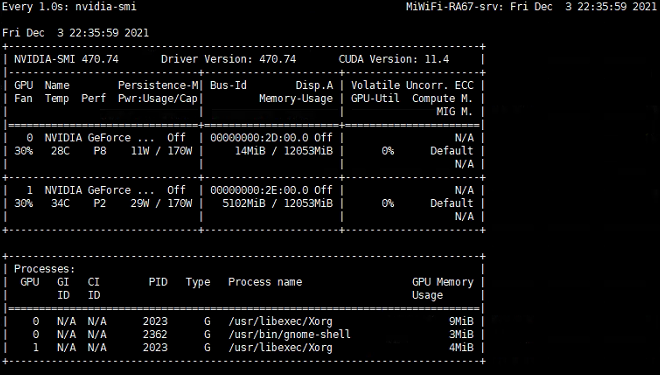 Every 1.0s: nvidia-smi MiWiFi-RA67-srv: Fri Dec  3 22:35:59 2021
Fri Dec  3 22:35:59 2021
+-----------------------------------------------------------------------------+
| NVIDIA-SMI 470.74       Driver Version: 470.74       CUDA Version: 11.4     |
|-------------------------------+----------------------+----------------------+
| GPU  Name        Persistence-M| Bus-Id        Disp.A | Volatile Uncorr. ECC |
| Fan  Temp  Perf  Pwr:Usage/Cap|         Memory-Usage | GPU-Util  Compute M. |
|                               |                      |               MIG M. |
|===============================+======================+======================|
|   0  NVIDIA GeForce ...  Off  | 00000000:2D:00.0 Off |                  N/A |
| 30%   28C    P8    11W / 170W |     14MiB / 12053MiB |      0%      Default |
|                               |                      |                  N/A |
+-------------------------------+----------------------+----------------------+
|   1  NVIDIA GeForce ...  Off  | 00000000:2E:00.0 Off |                  N/A |
| 30%   34C    P2    29W / 170W |   5102MiB / 12053MiB |      0%      Default |
|                               |                      |                  N/A |
+-------------------------------+----------------------+----------------------+
+-----------------------------------------------------------------------------+
| Processes:                                                                  |
|  GPU   GI   CI        PID   Type   Process name                  GPU Memory |
|        ID   ID                                                   Usage      |
|=============================================================================|
|    0   N/A  N/A      2023      G   /usr/libexec/Xorg                   9MiB |
|    0   N/A  N/A      2362      G   /usr/bin/gnome-shell                3MiB |
|    1   N/A  N/A      2023      G   /usr/libexec/Xorg                   4MiB |
+-----------------------------------------------------------------------------+